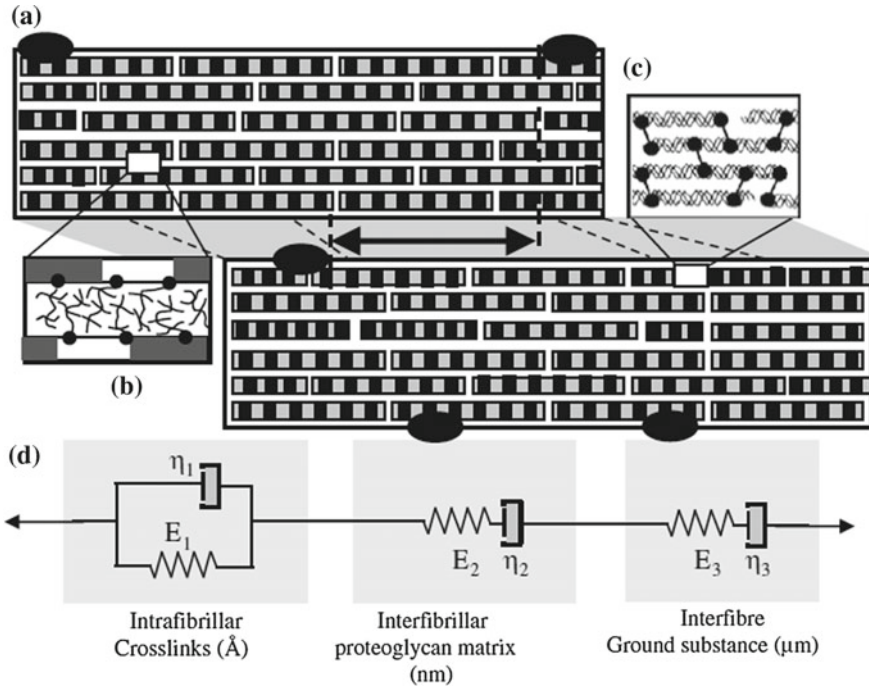 (a)
(c)
(b)
(d)
η₁
E₁
E₂
η₂
E₃
η₃
Intrafibrillar
Crosslinks (Å)
Interfibrillar
proteoglycan matrix
(nm)
Interfibre
Ground substance (µm)